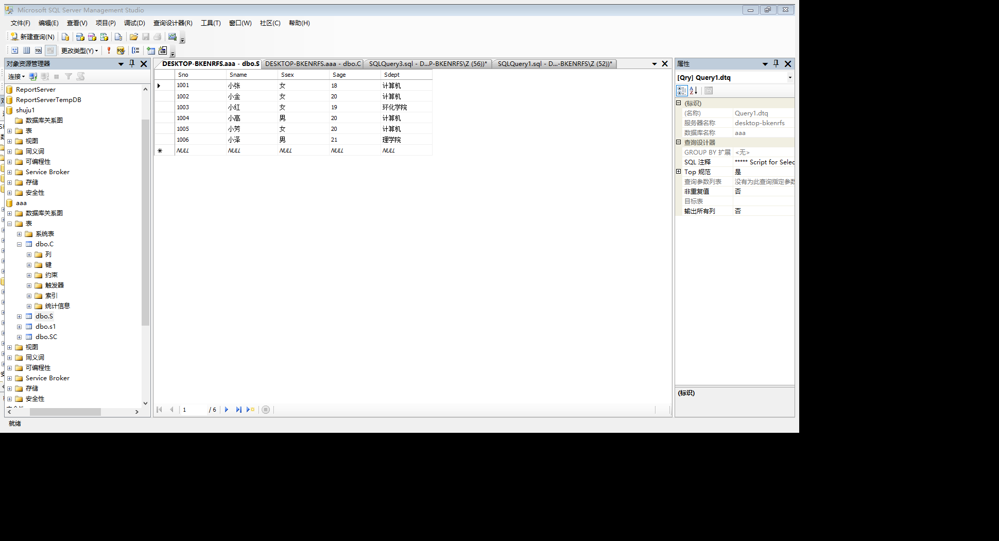 Microsoft SQL Server Management Studio
文件(F) 编辑(E) 查看(V) 项目(P) 调试(D) 查询设计器(R) 工具(T) 窗口(W) 社区(C) 帮助(H)
新建查询(N)
更改类型(Y)
对象资源管理器
连接
ReportServer
ReportServerTempDB
shuju1
数据库关系图
表
视图
同义词
可编程性
Service Broker
存储
安全性
aaa
数据库关系图
表
系统表
dbo.C
列
键
约束
触发器
索引
统计信息
dbo.S
dbo.s1
dbo.SC
视图
同义词
可编程性
Service Broker
存储
安全性
就绪
DESKTOP-BKENRFS.aaa - dbo.S DESKTOP-BKENRFS.aaa - dbo.C SQLQuery3.sql - D...P-BKENRFS\Z (56))* SQLQuery1.sql - D...-BKENRFS\Z (52))*
Sno Sname Ssex Sage Sdept
1001 小张 女 18 计算机
1002 小金 女 20 计算机
1003 小红 女 19 环化学院
1004 小高 男 20 计算机
1005 小芳 女 20 计算机
1006 小泽 男 21 理学院
NULL NULL NULL NULL NULL
1 / 6
属性
[Qry] Query1.dtq
(标识)
(名称) Query1.dtq
服务器名称 desktop-bkenrfs
数据库名称 aaa
查询设计器
GROUP BY 扩展 <无>
SQL 注释 ***** Script for Selec
Top 规范 是
查询参数列表 没有为此查询指定参数
非重复值 否
目标表
输出所有列 否
(标识)